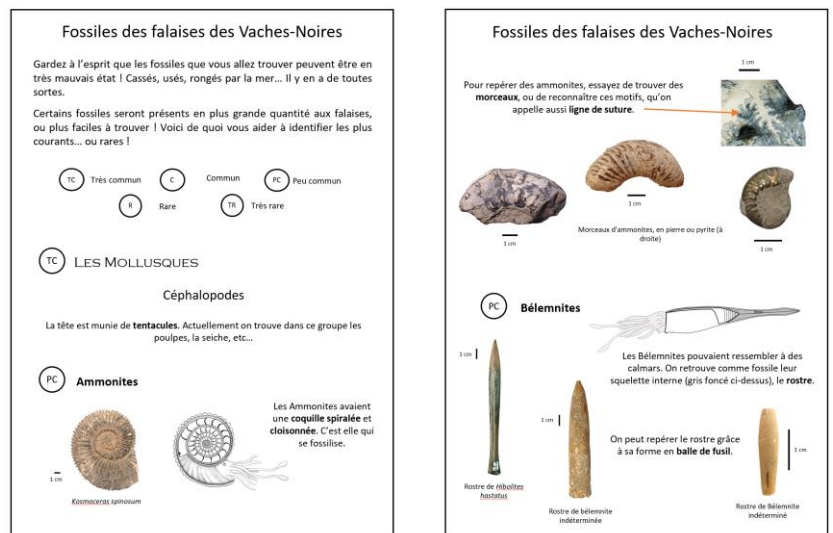 Fossiles des falaises des Vaches-Noires
Gardez à l'esprit que les fossiles que vous allez trouver peuvent être en
très mauvais état ! Cassés, usés, rongés par la mer… Il y en a de toutes
sortes.
Certains fossiles seront présents en plus grande quantité aux falaises,
ou plus faciles à trouver ! Voici de quoi vous aider à identifier les plus
courants… ou rares !
TC Très commun C Commun PC Peu commun
R Rare TR Très rare
TC LES MOLLUSQUES
Céphalopodes
La tête est munie de tentacules. Actuellement on trouve dans ce groupe les
poulpes, la seiche, etc…
PC Ammonites
Les Ammonites avaient
une coquille spiralée et
cloisonnée. C'est elle qui
se fossilise.
1 cm
Kosmoceras spinosum
Fossiles des falaises des Vaches-Noires
1 cm
Pour repérer des ammonites, essayez de trouver des
morceaux, ou de reconnaître ces motifs, qu'on
appelle aussi ligne de suture.
1 cm
1 cm
1 cm
Morceaux d'ammonites, en pierre ou pyrite (à
droite)
PC Bélemnites
Les Bélemnites pouvaient ressembler à des
calmars. On retrouve comme fossile leur
squelette interne (gris foncé ci-dessus), le rostre.
1 cm
1 cm
On peut repérer le rostre grâce
à sa forme en balle de fusil.
1 cm
Rostre de Hibolites
hastatus
Rostre de bélemnite
indéterminée
Rostre de Bélemnite
indéterminé